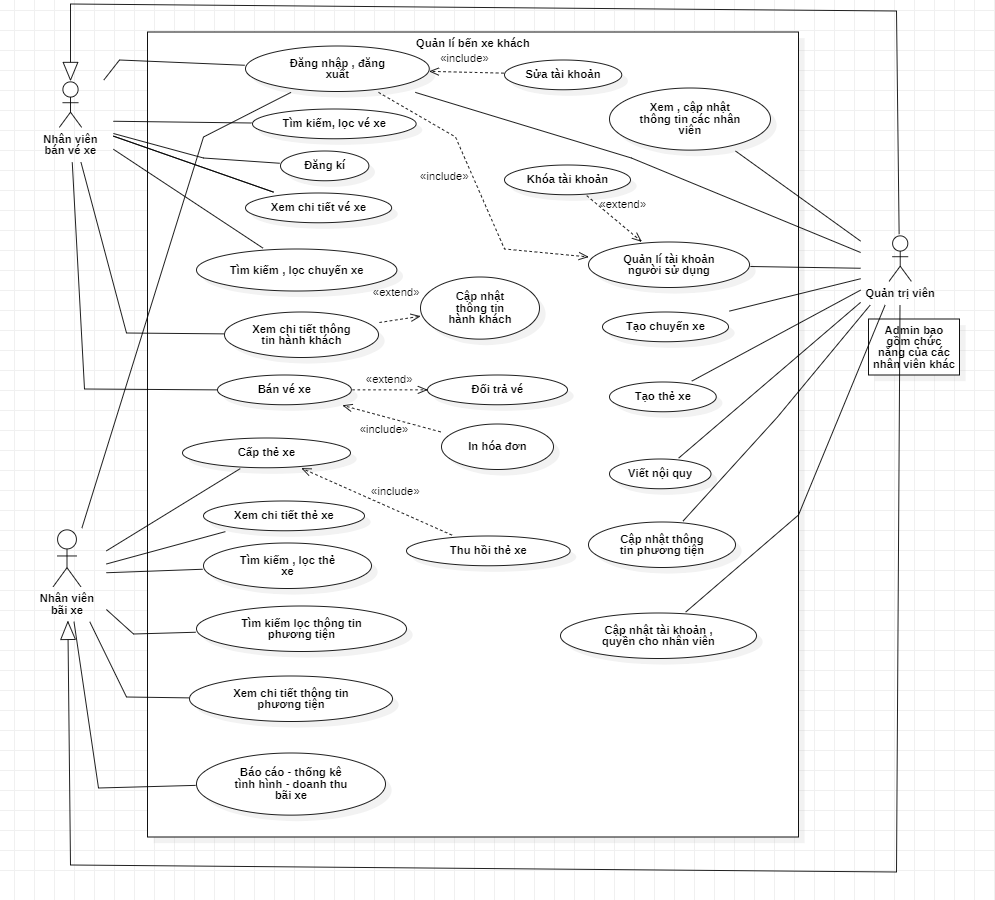 Quản lí bến xe khách
Đăng nhập , đăng
xuất
«include»
Sửa tài khoản
Xem , cập nhật
thông tin các nhân
viên
Nhân viên
bán vé xe
Tìm kiếm, lọc vé xe
Đăng kí
«include»
Khóa tài khoản
«extend»
Xem chi tiết vé xe
Tìm kiếm , lọc chuyến xe
Quản lí tài khoản
người sử dụng
Quản trị viên
«extend»
Cập nhật
thông tin
hành khách
Xem chi tiết thông
tin hành khách
Tạo chuyến xe
Admin bao
gồm chức
năng của các
nhân viên khác
Bán vé xe
«extend»
Đối trả vé
Tạo thẻ xe
«include»
In hóa đơn
Cấp thẻ xe
Viết nội quy
«include»
Xem chi tiết thẻ xe
Thu hồi thẻ xe
Cập nhật thông
tin phương tiện
Tìm kiếm , lọc thẻ
xe
Nhân viên
bãi xe
Tìm kiếm lọc thông tin
phương tiện
Cập nhật tài khoản ,
quyền cho nhân viên
Xem chi tiết thông tin
phương tiện
Báo cáo - thống kê
tình hình - doanh thu
bãi xe